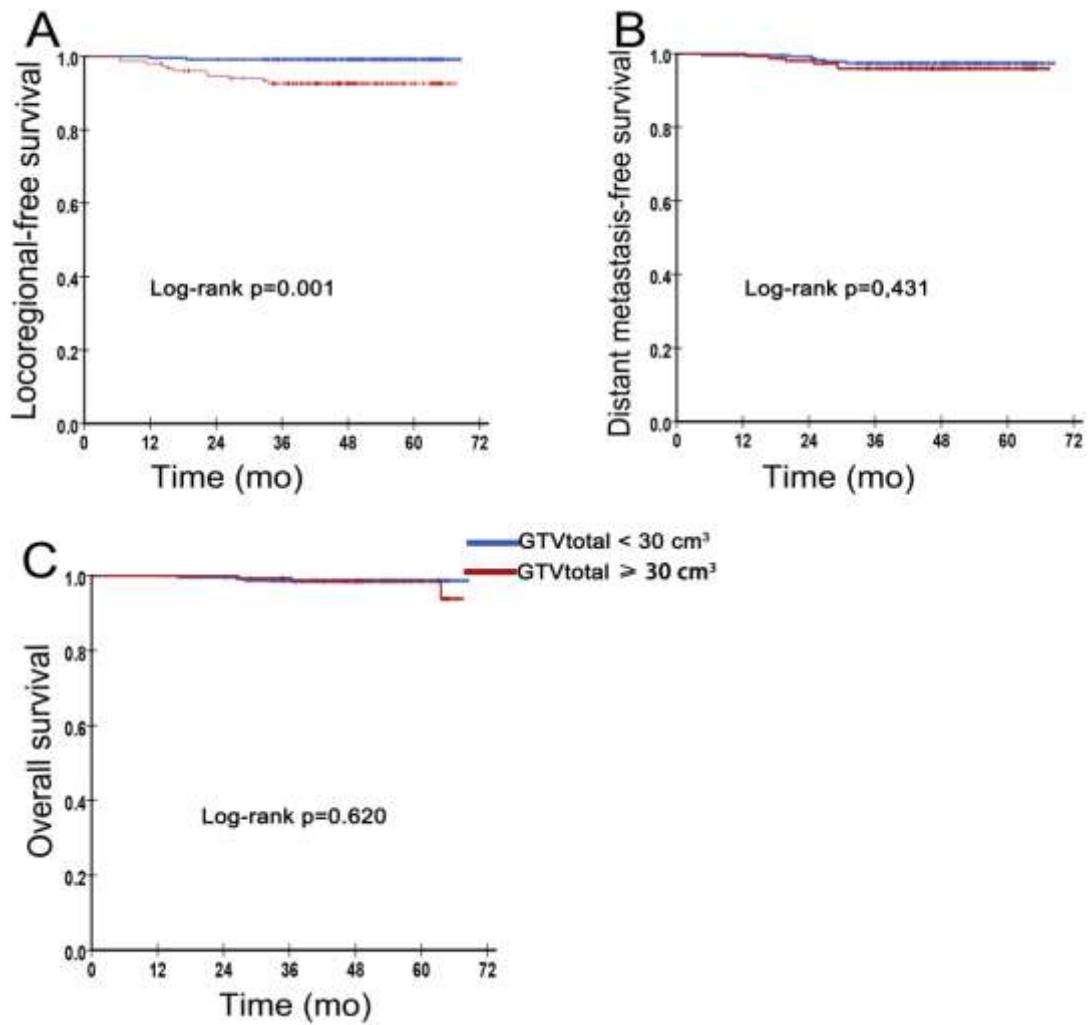 A
Locoregional-free survival
1.0
0.8
0.6
0.4
0.2
0.0
Log-rank p=0.001
0 12 24 36 48 60 72
Time (mo)
B
Distant metastasis-free survival
1.0
0.8
0.6
0.4
0.2
0.0
Log-rank p=0,431
0 12 24 36 48 60 72
Time (mo)
C
GTVtotal < 30 cm³
GTVtotal ⩾ 30 cm³
Overall survival
1.0
0.8
0.6
0.4
0.2
0.0
Log-rank p=0.620
0 12 24 36 48 60 72
Time (mo)